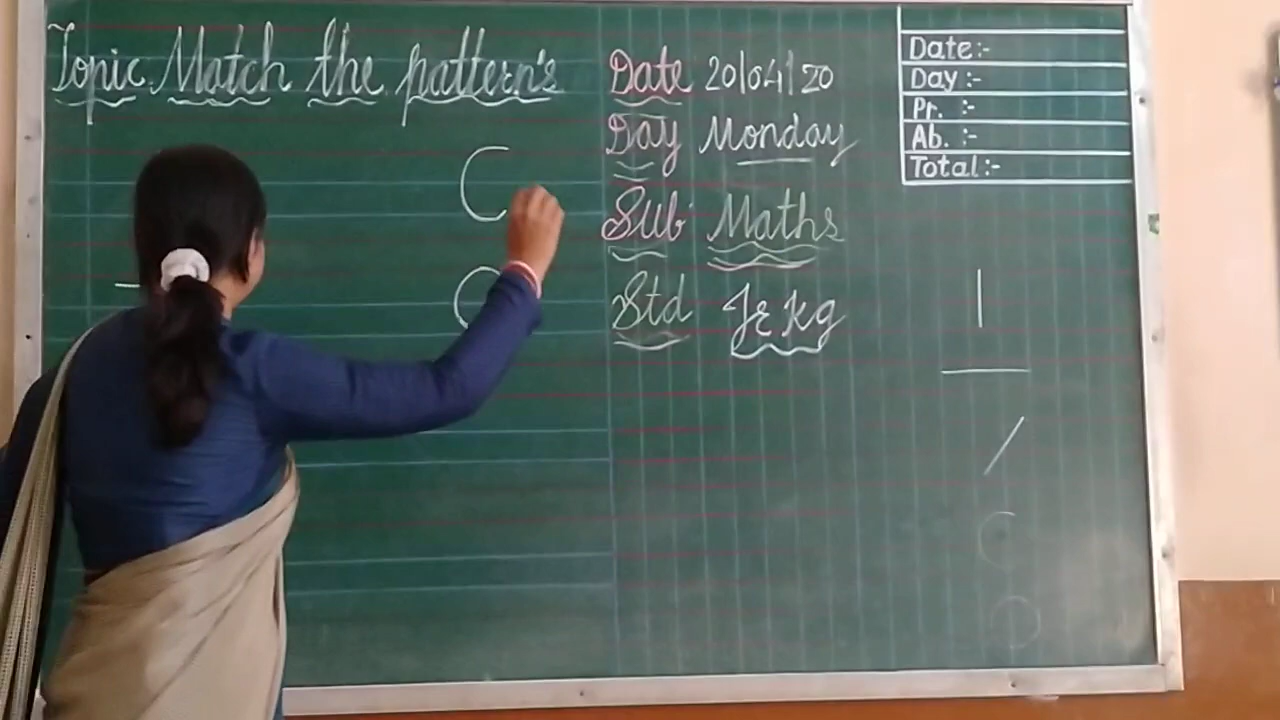 Topic Match the pattern's
Date 20/04/20
Day Monday
Sub Maths
Std Jr Kg
Date:-
Day :-
Pr. :-
Ab. :-
Total:-